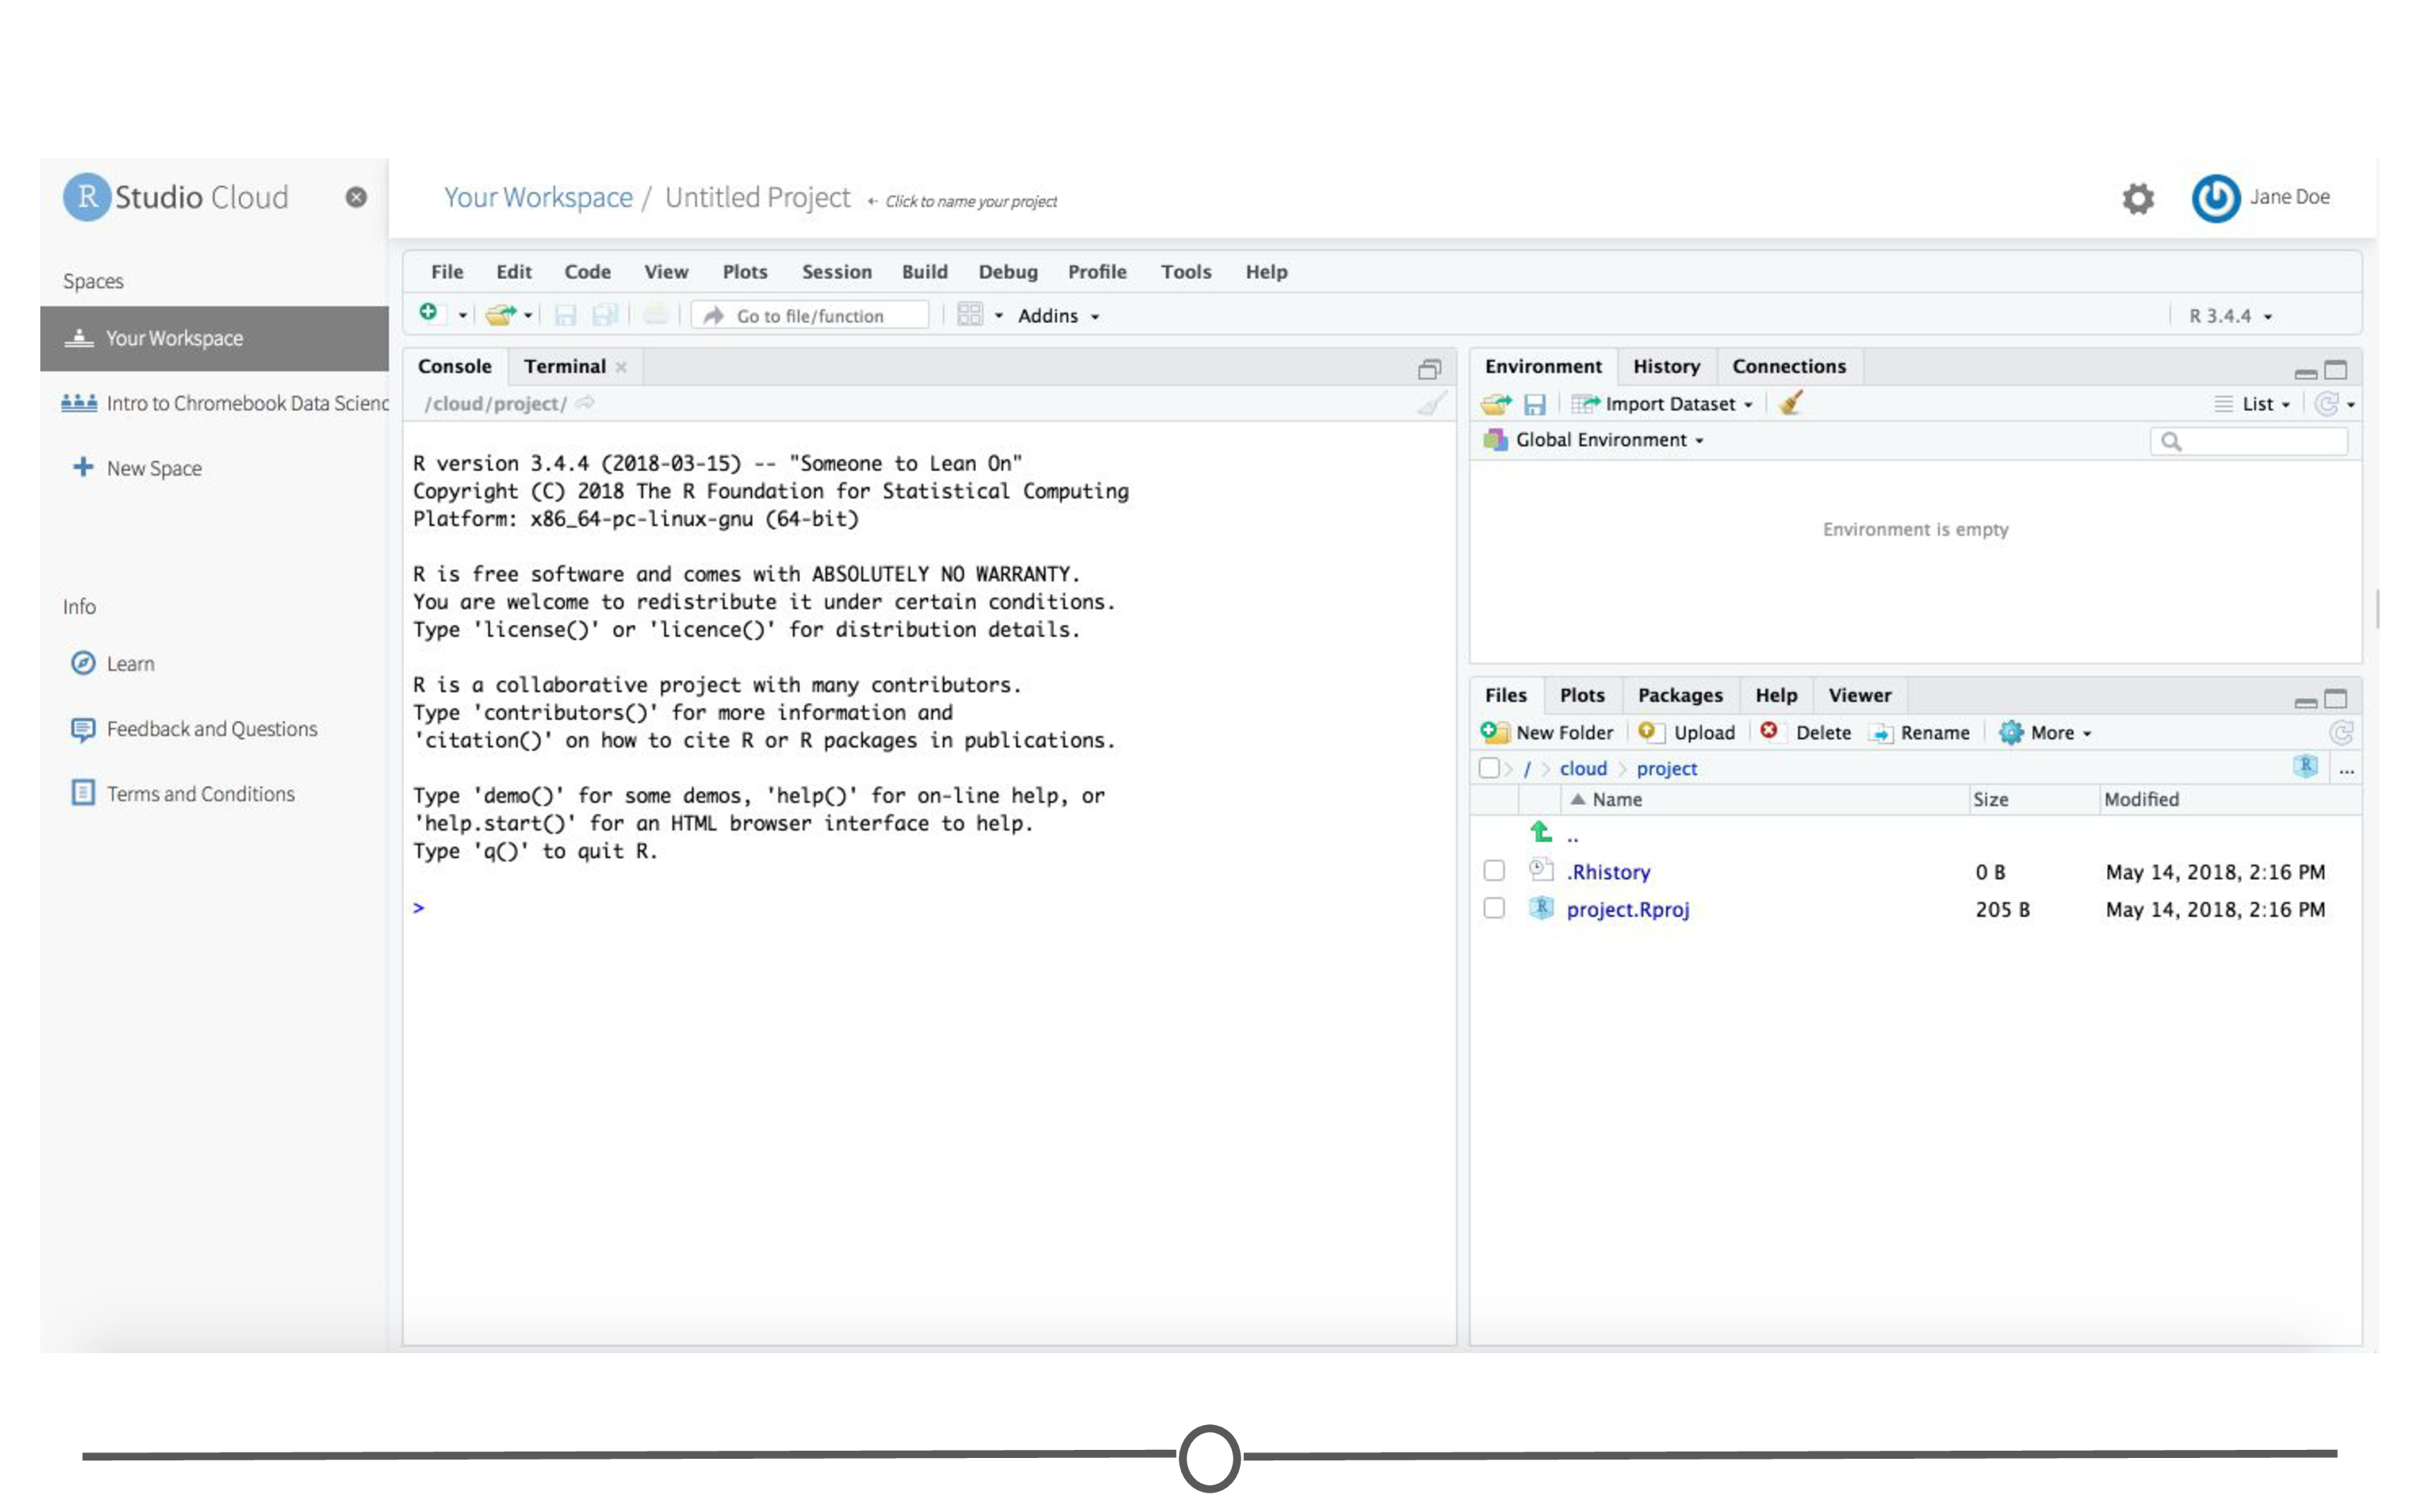 R Studio Cloud
Your Workspace / Untitled Project ← Click to name your project
Jane Doe
Spaces
Your Workspace
Intro to Chromebook Data Scienc
New Space
Info
Learn
Feedback and Questions
Terms and Conditions
File Edit Code View Plots Session Build Debug Profile Tools Help
Go to file/function Addins
R 3.4.4
Console Terminal
/cloud/project/
R version 3.4.4 (2018-03-15) -- "Someone to Lean On"
Copyright (C) 2018 The R Foundation for Statistical Computing
Platform: x86_64-pc-linux-gnu (64-bit)
R is free software and comes with ABSOLUTELY NO WARRANTY.
You are welcome to redistribute it under certain conditions.
Type 'license()' or 'licence()' for distribution details.
R is a collaborative project with many contributors.
Type 'contributors()' for more information and
'citation()' on how to cite R or R packages in publications.
Type 'demo()' for some demos, 'help()' for on-line help, or
'help.start()' for an HTML browser interface to help.
Type 'q()' to quit R.
>
Environment History Connections
Import Dataset List
Global Environment
Environment is empty
Files Plots Packages Help Viewer
New Folder Upload Delete Rename More
/ cloud project R ...
Name Size Modified
..
.Rhistory 0 B May 14, 2018, 2:16 PM
R project.Rproj 205 B May 14, 2018, 2:16 PM